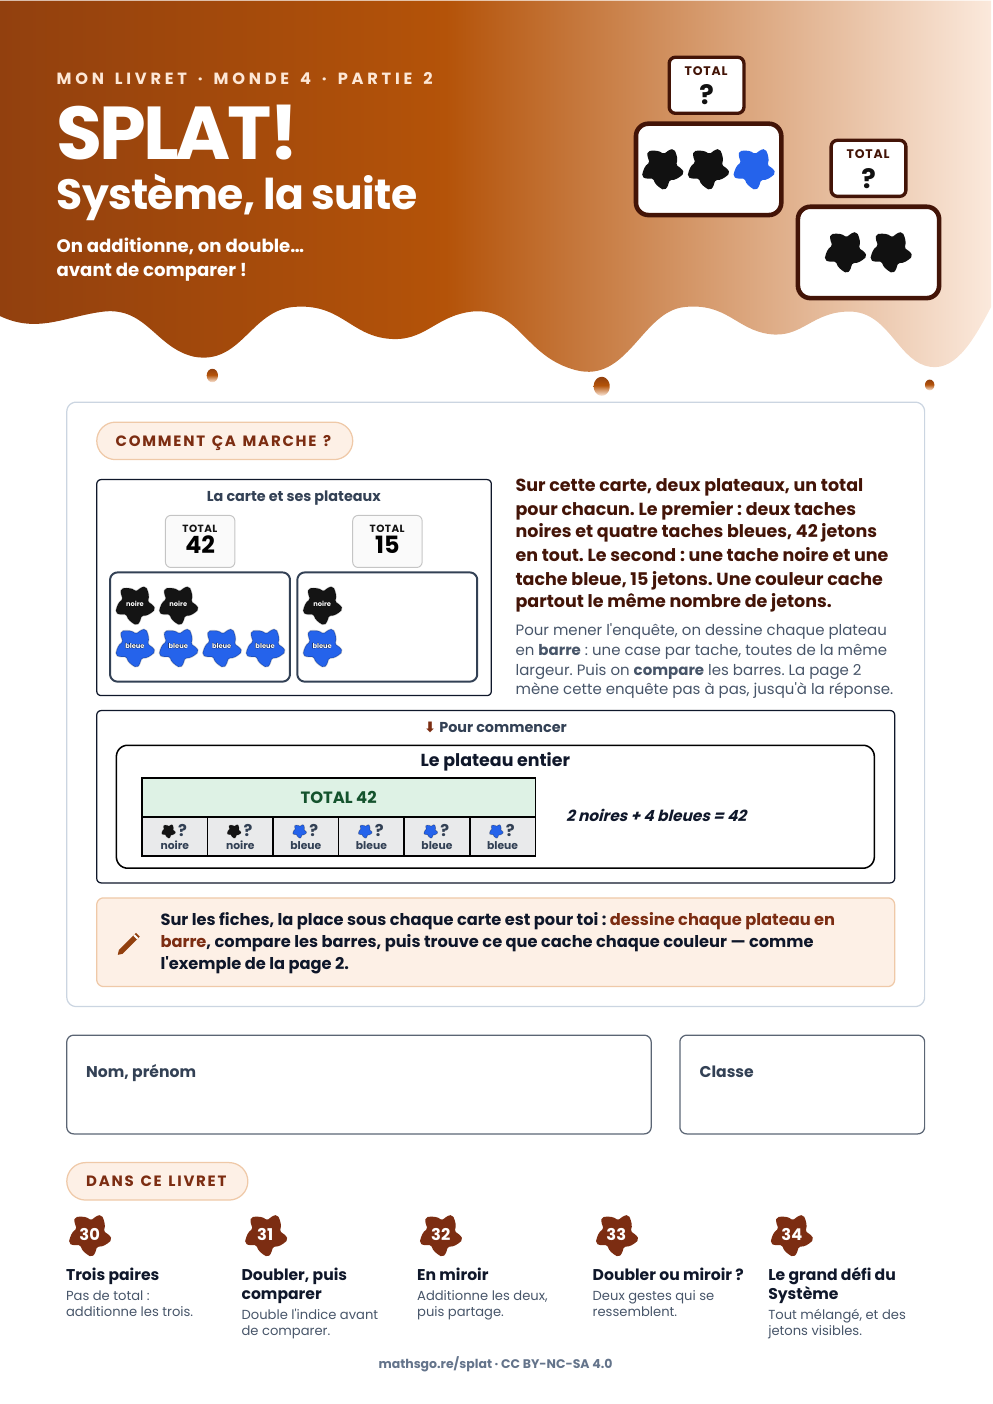 MON LIVRET · MONDE 4 · PARTIE 2
SPLAT!
Système, la suite
On additionne, on double…
avant de comparer !
TOTAL
?
TOTAL
?
COMMENT ÇA MARCHE ?
La carte et ses plateaux
TOTAL
42
TOTAL
15
noire noire
bleue bleue bleue bleue
noire
bleue
Sur cette carte, deux plateaux, un total
pour chacun. Le premier : deux taches
noires et quatre taches bleues, 42 jetons
en tout. Le second : une tache noire et une
tache bleue, 15 jetons. Une couleur cache
partout le même nombre de jetons.
Pour mener l'enquête, on dessine chaque plateau
en barre : une case par tache, toutes de la même
largeur. Puis on compare les barres. La page 2
mène cette enquête pas à pas, jusqu'à la réponse.
⬇ Pour commencer
Le plateau entier
TOTAL 42
? ? ? ? ? ?
noire noire bleue bleue bleue bleue
2 noires + 4 bleues = 42
Sur les fiches, la place sous chaque carte est pour toi : dessine chaque plateau en
barre, compare les barres, puis trouve ce que cache chaque couleur — comme
l'exemple de la page 2.
Nom, prénom
Classe
DANS CE LIVRET
30
Trois paires
Pas de total :
additionne les trois.
31
Doubler, puis
comparer
Double l'indice avant
de comparer.
32
En miroir
Additionne les deux,
puis partage.
33
Doubler ou miroir ?
Deux gestes qui se
ressemblent.
34
Le grand défi du
Système
Tout mélangé, et des
jetons visibles.
mathsgo.re/splat · CC BY-NC-SA 4.0